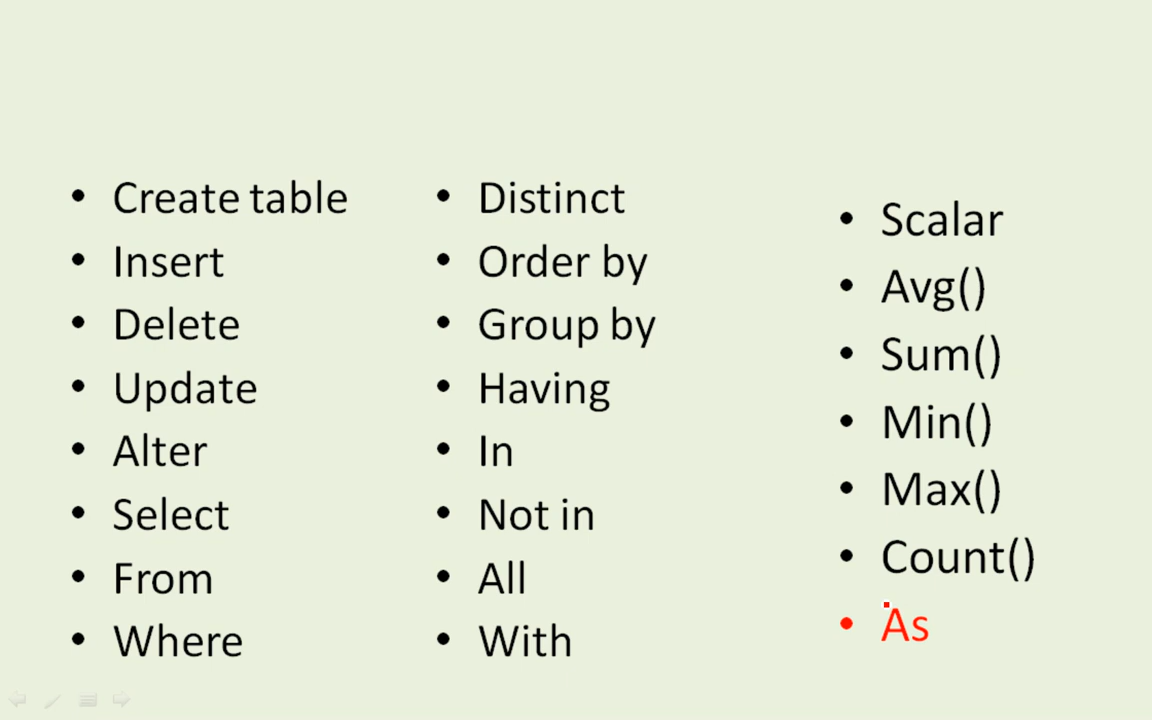 • Create table
• Insert
• Delete
• Update
• Alter
• Select
• From
• Where
• Distinct
• Order by
• Group by
• Having
• In
• Not in
• All
• With
• Scalar
• Avg()
• Sum()
• Min()
• Max()
• Count()
• As